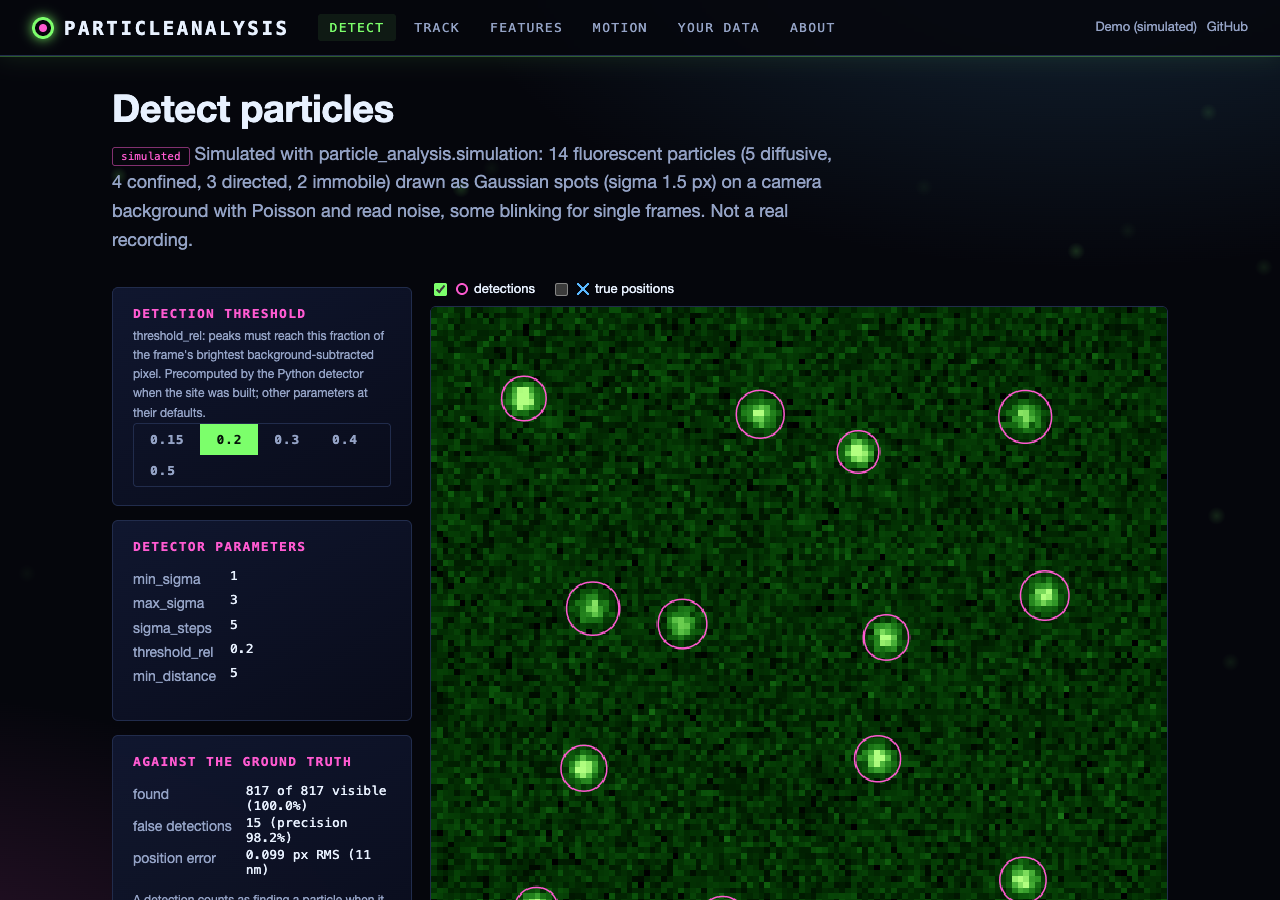 PARTICLEANALYSIS DETECT TRACK FEATURES MOTION YOUR DATA ABOUT Demo (simulated) GitHub
Detect particles
simulated Simulated with particle_analysis.simulation: 14 fluorescent particles (5 diffusive,
4 confined, 3 directed, 2 immobile) drawn as Gaussian spots (sigma 1.5 px) on a camera
background with Poisson and read noise, some blinking for single frames. Not a real
recording.
detections true positions
DETECTION THRESHOLD
threshold_rel: peaks must reach this fraction of
the frame's brightest background-subtracted
pixel. Precomputed by the Python detector
when the site was built; other parameters at
their defaults.
0.15 0.2 0.3 0.4
0.5
DETECTOR PARAMETERS
min_sigma 1
max_sigma 3
sigma_steps 5
threshold_rel 0.2
min_distance 5
AGAINST THE GROUND TRUTH
found 817 of 817 visible
(100.0%)
false detections 15 (precision
98.2%)
position error 0.099 px RMS (11
nm)
A detection counts as finding a particle when it